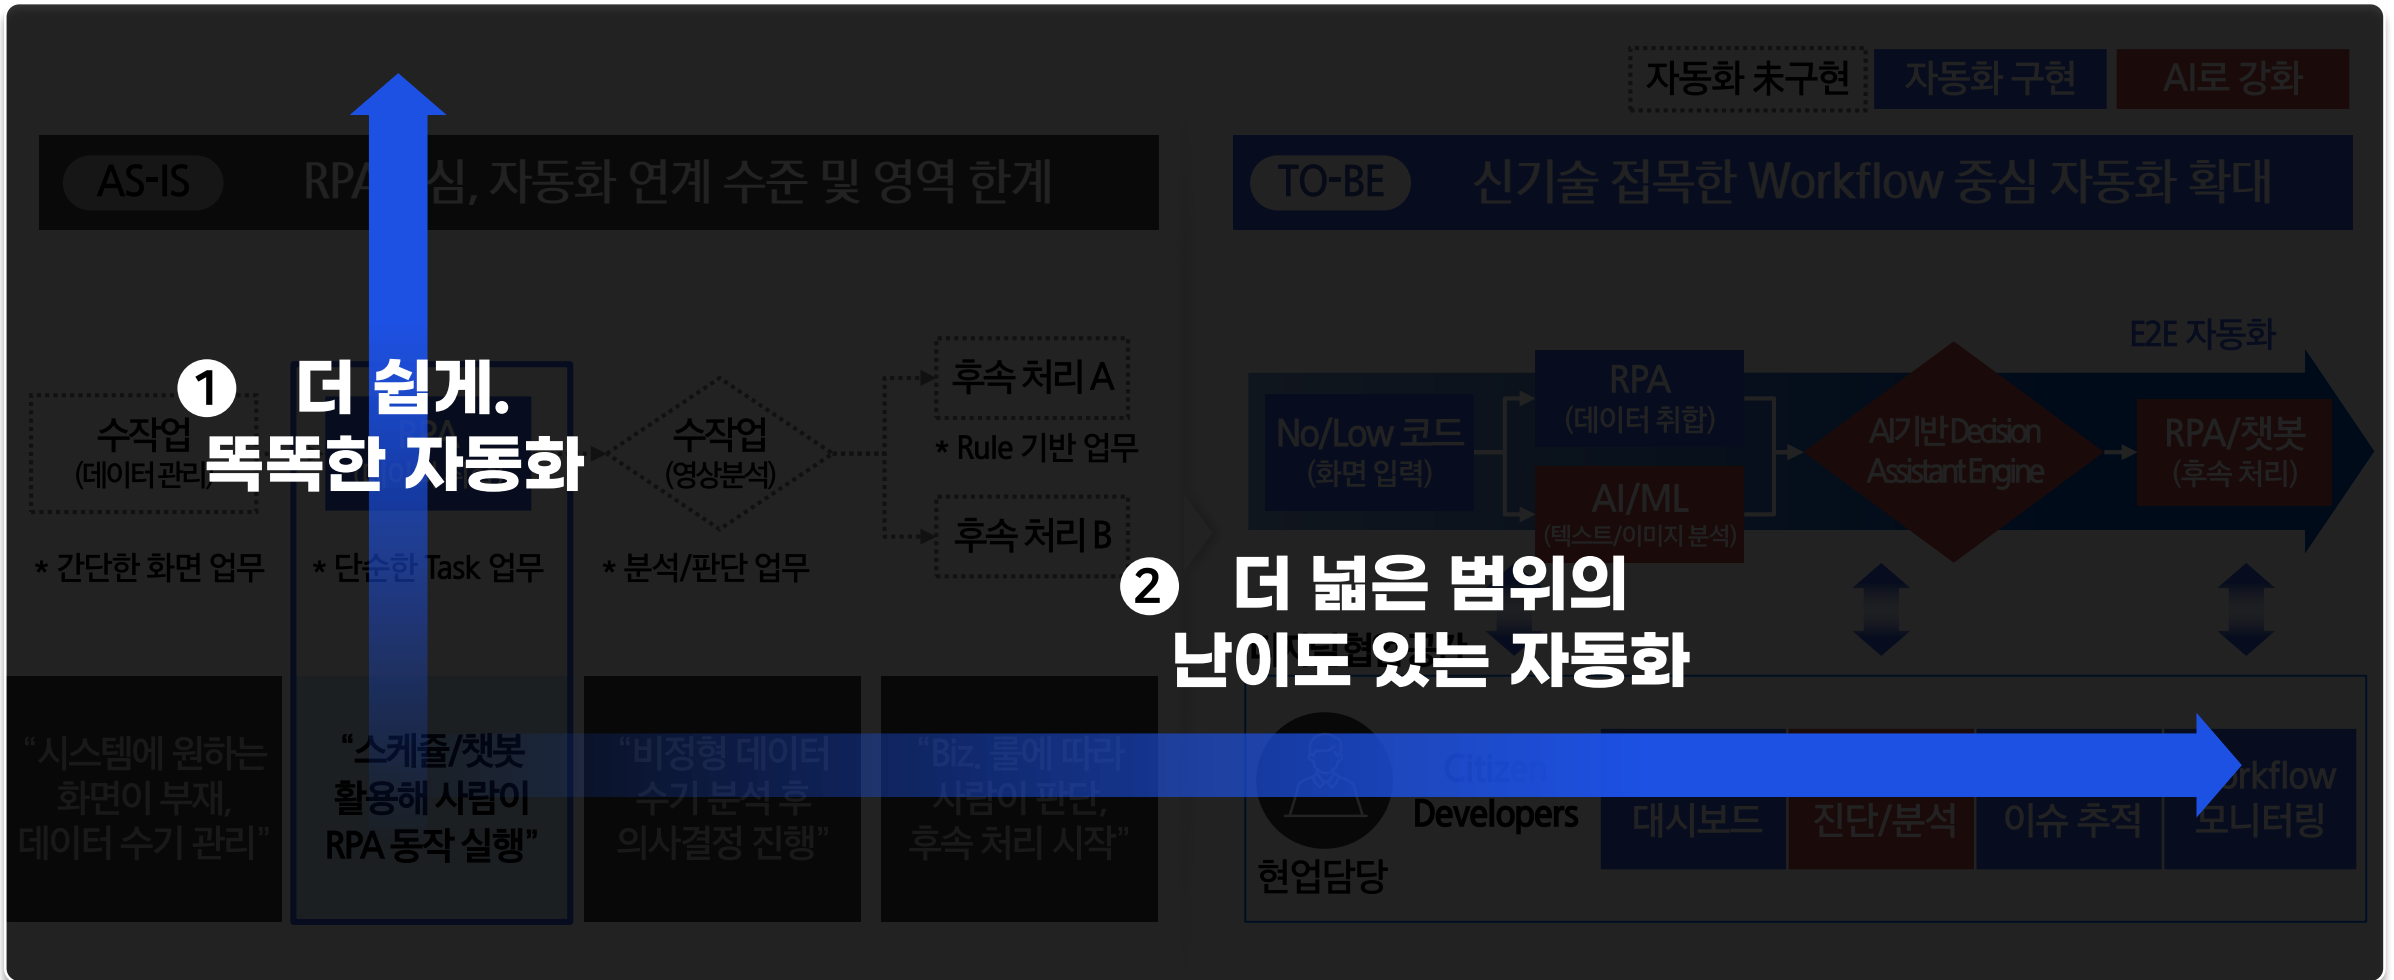 자동화 未구현
자동화 구현
AI로 강화
AS-IS
심, 자동화 연계 수준 및 영역 한계
TO-BE
신기술 접목한 Workflow 중심 자동화 확대
❶ 더 쉽게.
똑똑한 자동화
수작업
(데이터 관리)
RPA
* 간단한 화면 업무
* 단순한 Task 업무
수작업
(영상분석)
* 분석/판단 업무
후속 처리 A
* Rule 기반 업무
후속 처리 B
E2E 자동화
No/Low 코드
(화면 입력)
RPA
(데이터 취합)
AI/ML
(텍스트/이미지 분석)
AI기반 Decision
Assistant Engine
RPA/챗봇
(후속 처리)
❷ 더 넓은 범위의
난이도 있는 자동화
“시스템에 원하는
화면이 부재,
데이터 수기 관리”
“스케줄/챗봇
활용해 사람이
RPA 동작 실행”
“비정형 데이터
수기 분석 후
의사결정 진행”
“Biz. 룰에 따라
사람이 판단,
후속 처리 시작”
현업담당
Citizen
Developers
대시보드
진단/분석
이슈 추적
모니터링